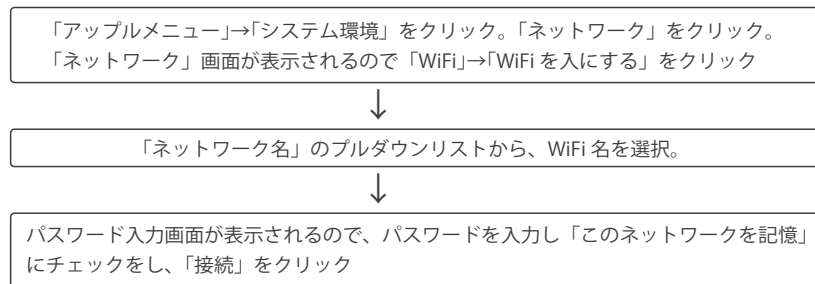 「アップルメニュー」→「システム環境」をクリック。「ネットワーク」をクリック。
「ネットワーク」画面が表示されるので「WiFi」→「WiFi を入にする」をクリック
↓
「ネットワーク名」のプルダウンリストから、WiFi 名を選択。
↓
パスワード入力画面が表示されるので、パスワードを入力し「このネットワークを記憶」
にチェックをし、「接続」をクリック